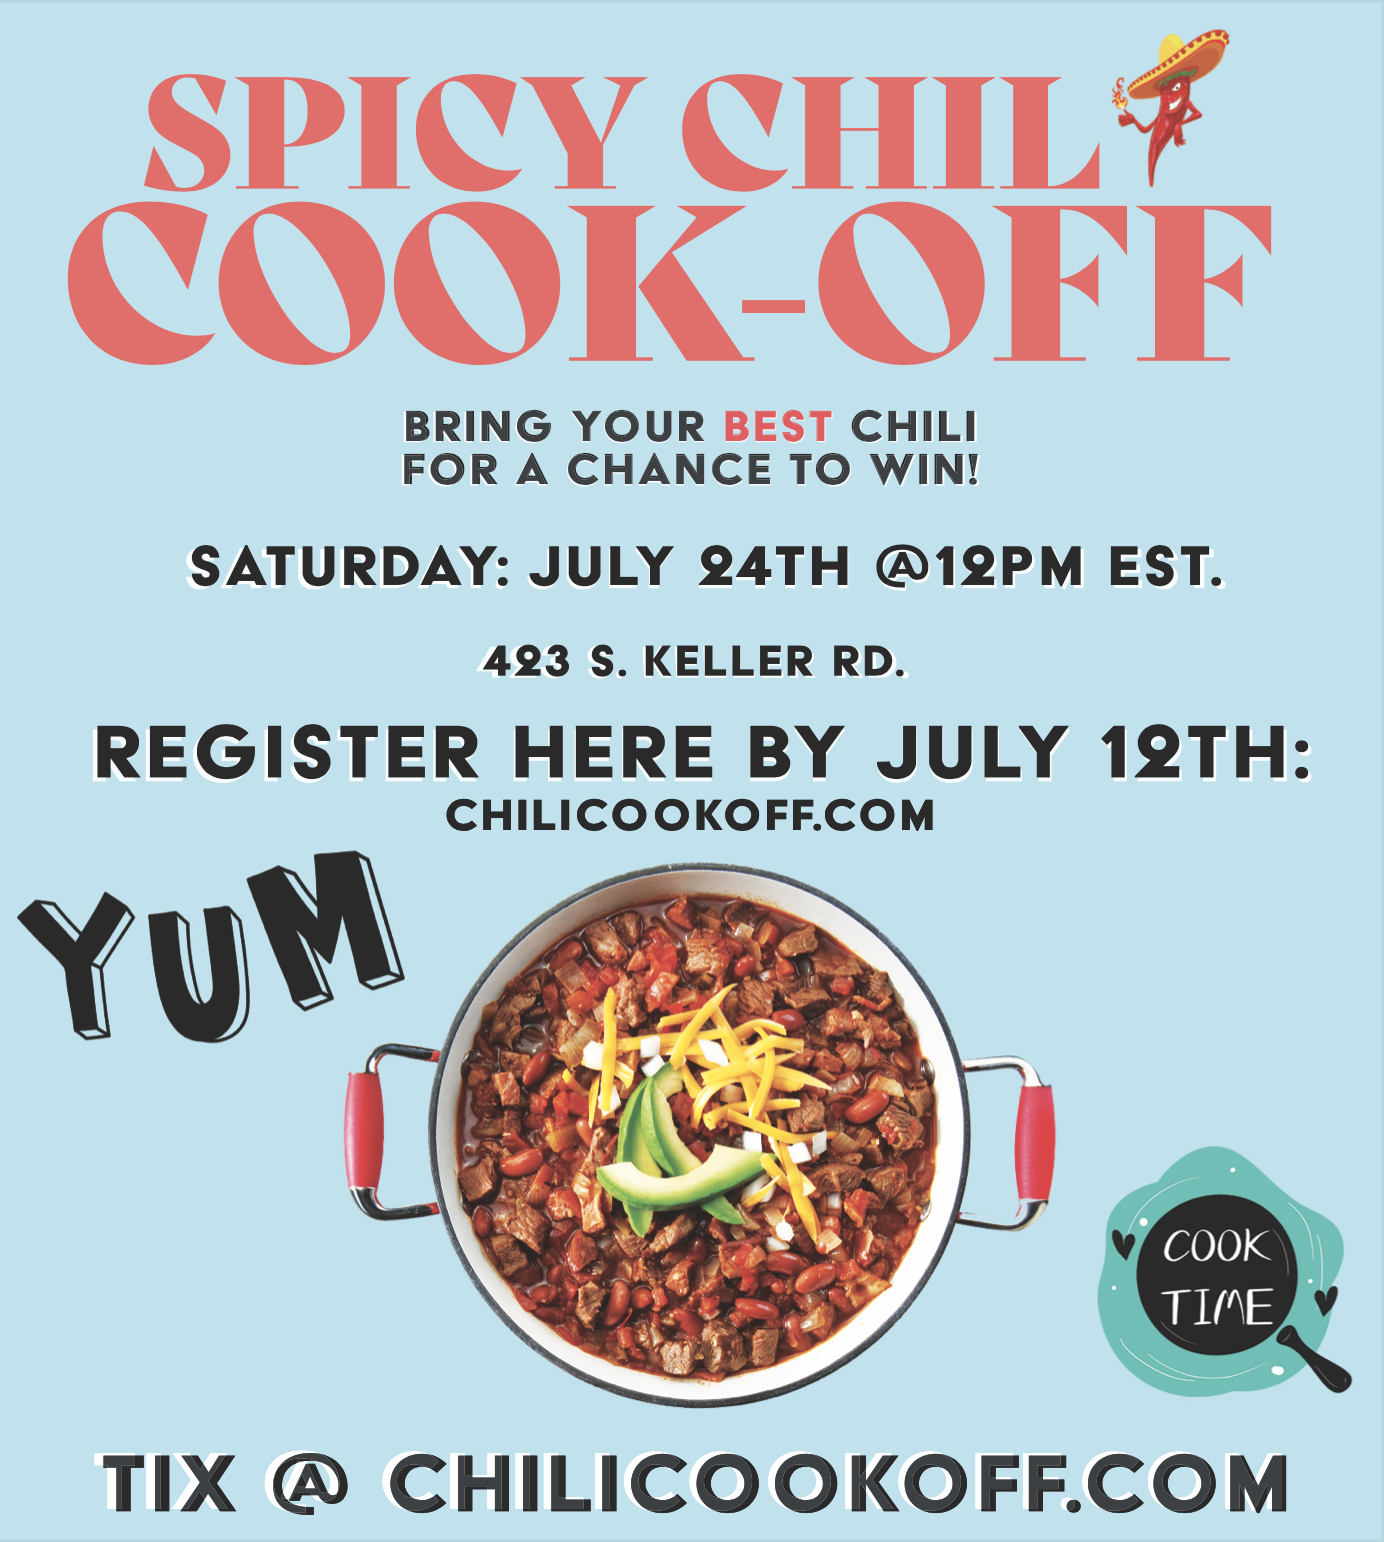 SPICY CHIL
COOK-OFF
BRING YOUR BEST CHILI
FOR A CHANCE TO WIN!
SATURDAY: JULY 24TH @12PM EST.
423 S. KELLER RD.
REGISTER HERE BY JULY 12TH:
CHILICOOKOFF.COM
YUM
COOK
TIME
TIX @ CHILICOOKOFF.COM